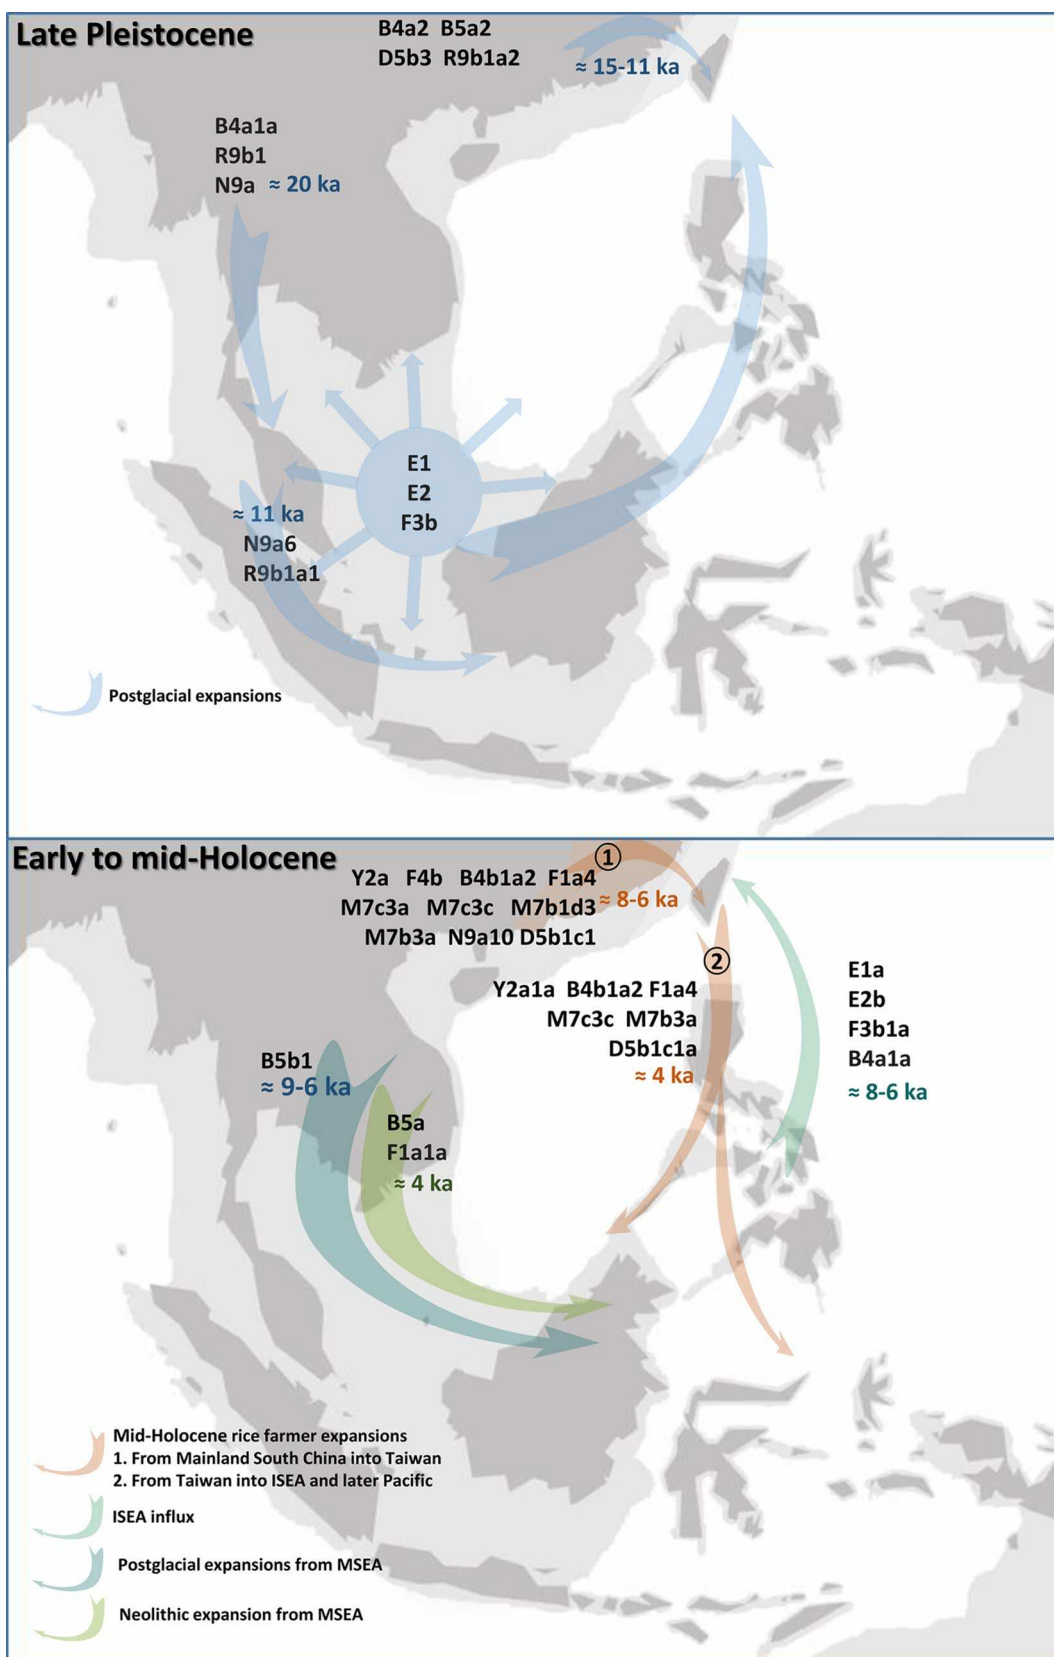 Late Pleistocene
B4a2 B5a2
D5b3 R9b1a2
≈ 15-11 ka
B4a1a
R9b1
N9a ≈ 20 ka
E1
E2
F3b
≈ 11 ka
N9a6
R9b1a1
Postglacial expansions
Early to mid-Holocene
1
Y2a F4b B4b1a2 F1a4
M7c3a M7c3c M7b1d3
M7b3a N9a10 D5b1c1
≈ 8-6 ka
2
Y2a1a B4b1a2 F1a4
M7c3c M7b3a
D5b1c1a
≈ 4 ka
E1a
E2b
F3b1a
B4a1a
≈ 8-6 ka
B5b1
≈ 9-6 ka
B5a
F1a1a
≈ 4 ka
Mid-Holocene rice farmer expansions
1. From Mainland South China into Taiwan
2. From Taiwan into ISEA and later Pacific
ISEA influx
Postglacial expansions from MSEA
Neolithic expansion from MSEA